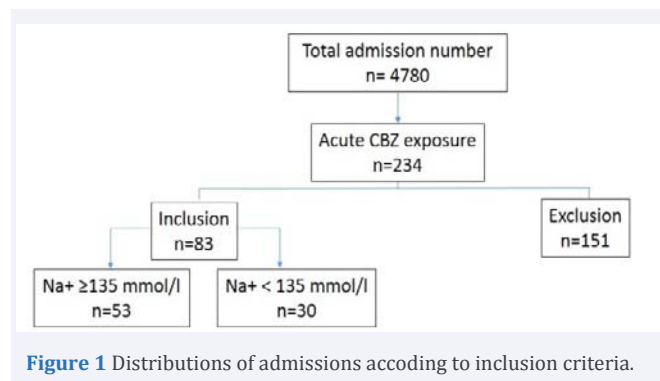 Total admission number
n= 4780
Acute CBZ exposure
n=234
Inclusion
n=83
Exclusion
n=151
Na+ ≥135 mmol/l
n=53
Na+ < 135 mmol/l
n=30
Figure 1 Distributions of admissions accoding to inclusion criteria.